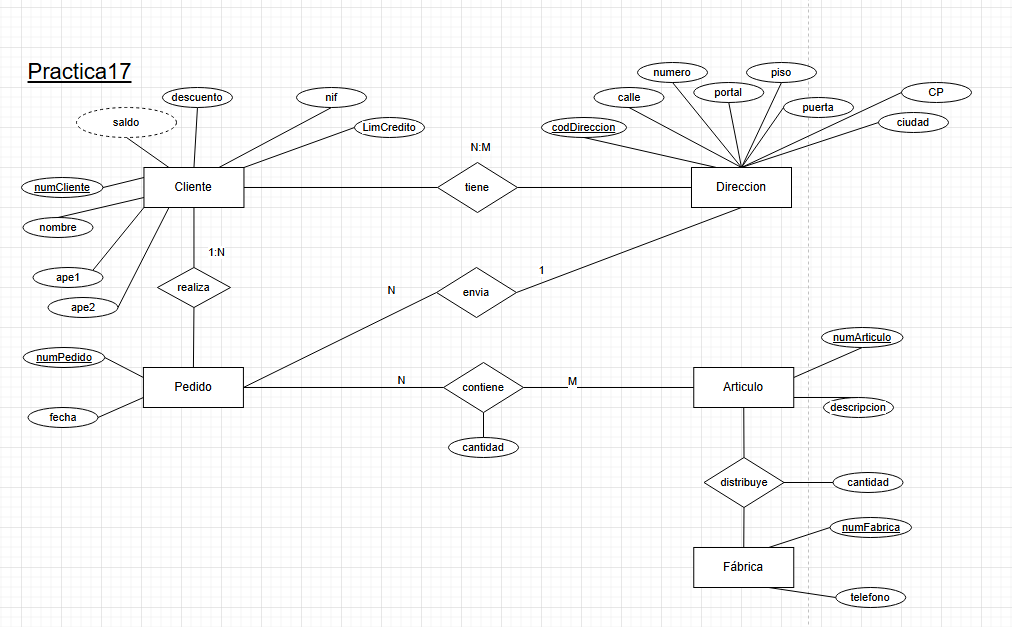 Practica17
numero
piso
descuento
nif
calle
portal
CP
puerta
saldo
LimCredito
codDireccion
ciudad
N:M
numCliente
Cliente
tiene
Direccion
nombre
1:N
ape1
1
realiza
N
envia
ape2
numArticulo
numPedido
Pedido
N
contiene
M
Articulo
fecha
descripcion
cantidad
distribuye
cantidad
numFabrica
Fábrica
telefono